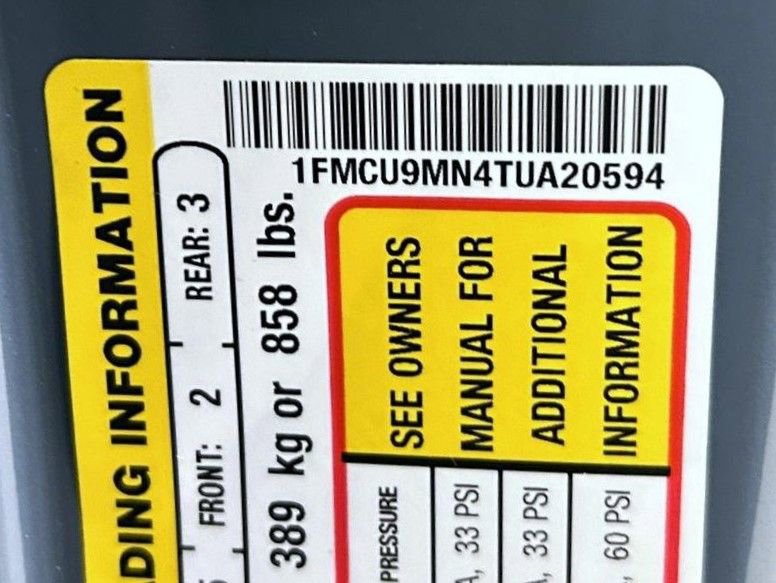 1FMCU9MN4TUA20594
ADING INFORMATION
FRONT: 2 REAR: 3
389 kg or 858 lbs.
PRESSURE SEE OWNERS
33 PSI MANUAL FOR
33 PSI ADDITIONAL
60 PSI INFORMATION